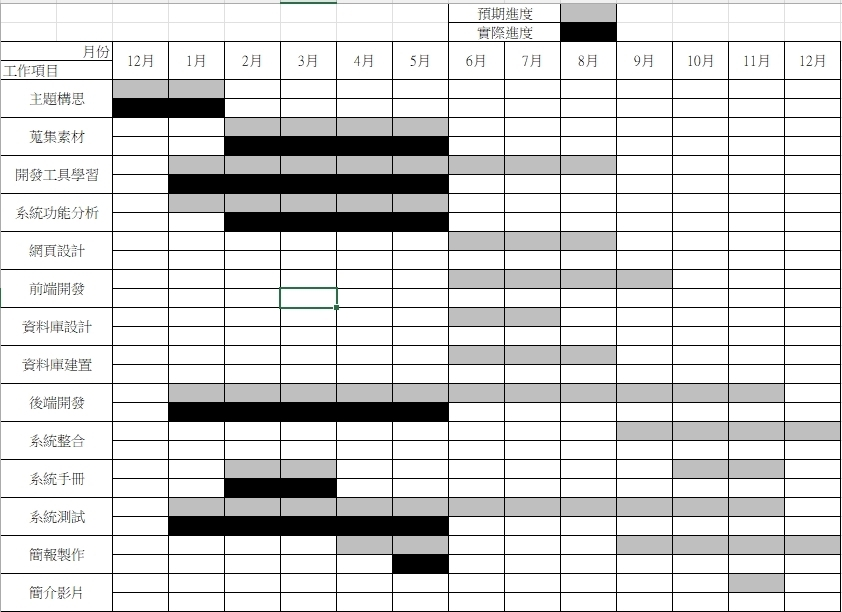 預期進度
實際進度
月份
工作項目
12月 1月 2月 3月 4月 5月 6月 7月 8月 9月 10月 11月 12月
主題構思
蒐集素材
開發工具學習
系統功能分析
網頁設計
前端開發
資料庫設計
資料庫建置
後端開發
系統整合
系統手冊
系統測試
簡報製作
簡介影片